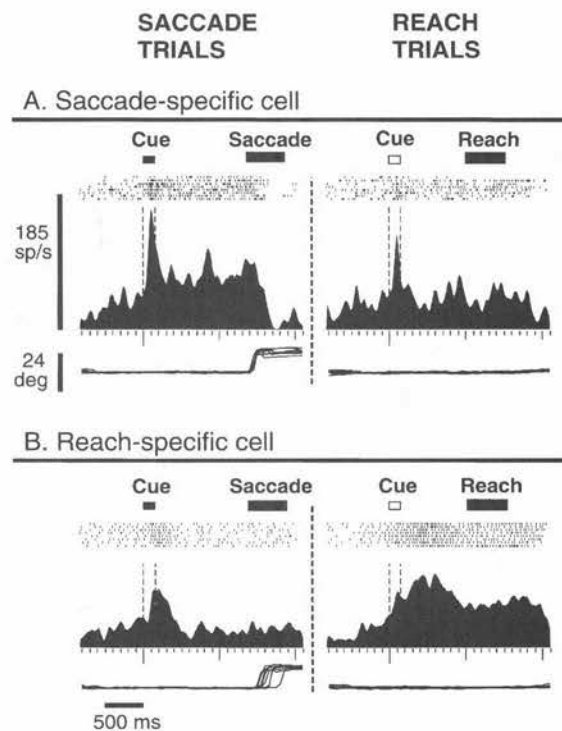 SACCADE TRIALS
REACH TRIALS
A. Saccade-specific cell
Cue Saccade Cue Reach
185 sp/s
24 deg
B. Reach-specific cell
Cue Saccade Cue Reach
500 ms